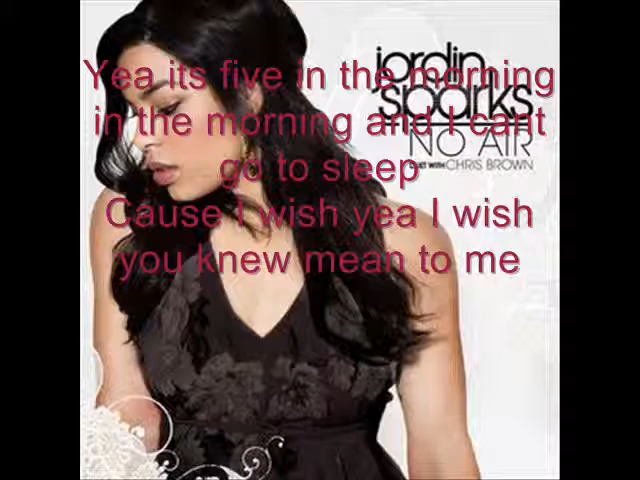 jordin
Yea its five in the morning
sparks
in the morning and I cant
NO AIR
go to sleep
DUET WITH CHRIS BROWN
Cause I wish yea I wish
you knew mean to me